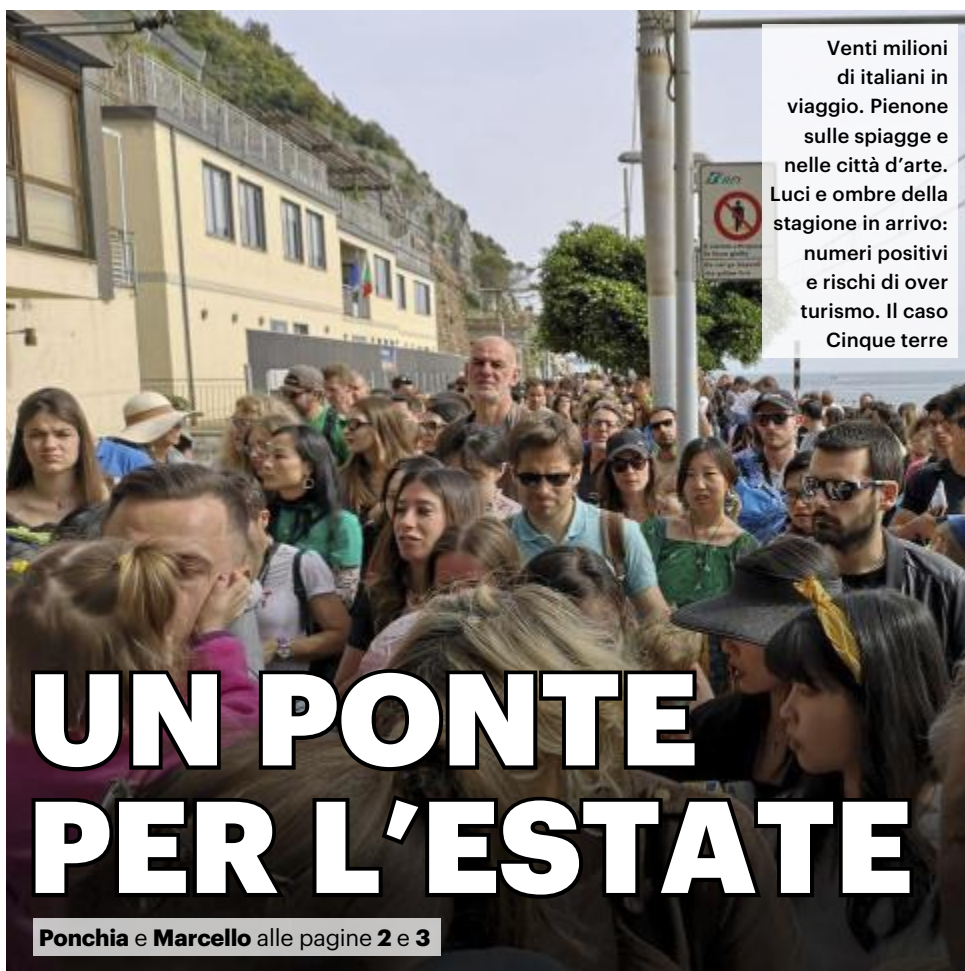 Venti milioni
di italiani in
viaggio. Pienone
sulle spiagge e
nelle città d'arte.
Luci e ombre della
stagione in arrivo:
numeri positivi
e rischi di over
turismo. Il caso
Cinque terre
UN PONTE
PER L'ESTATE
Ponchia e Marcello alle pagine 2 e 3